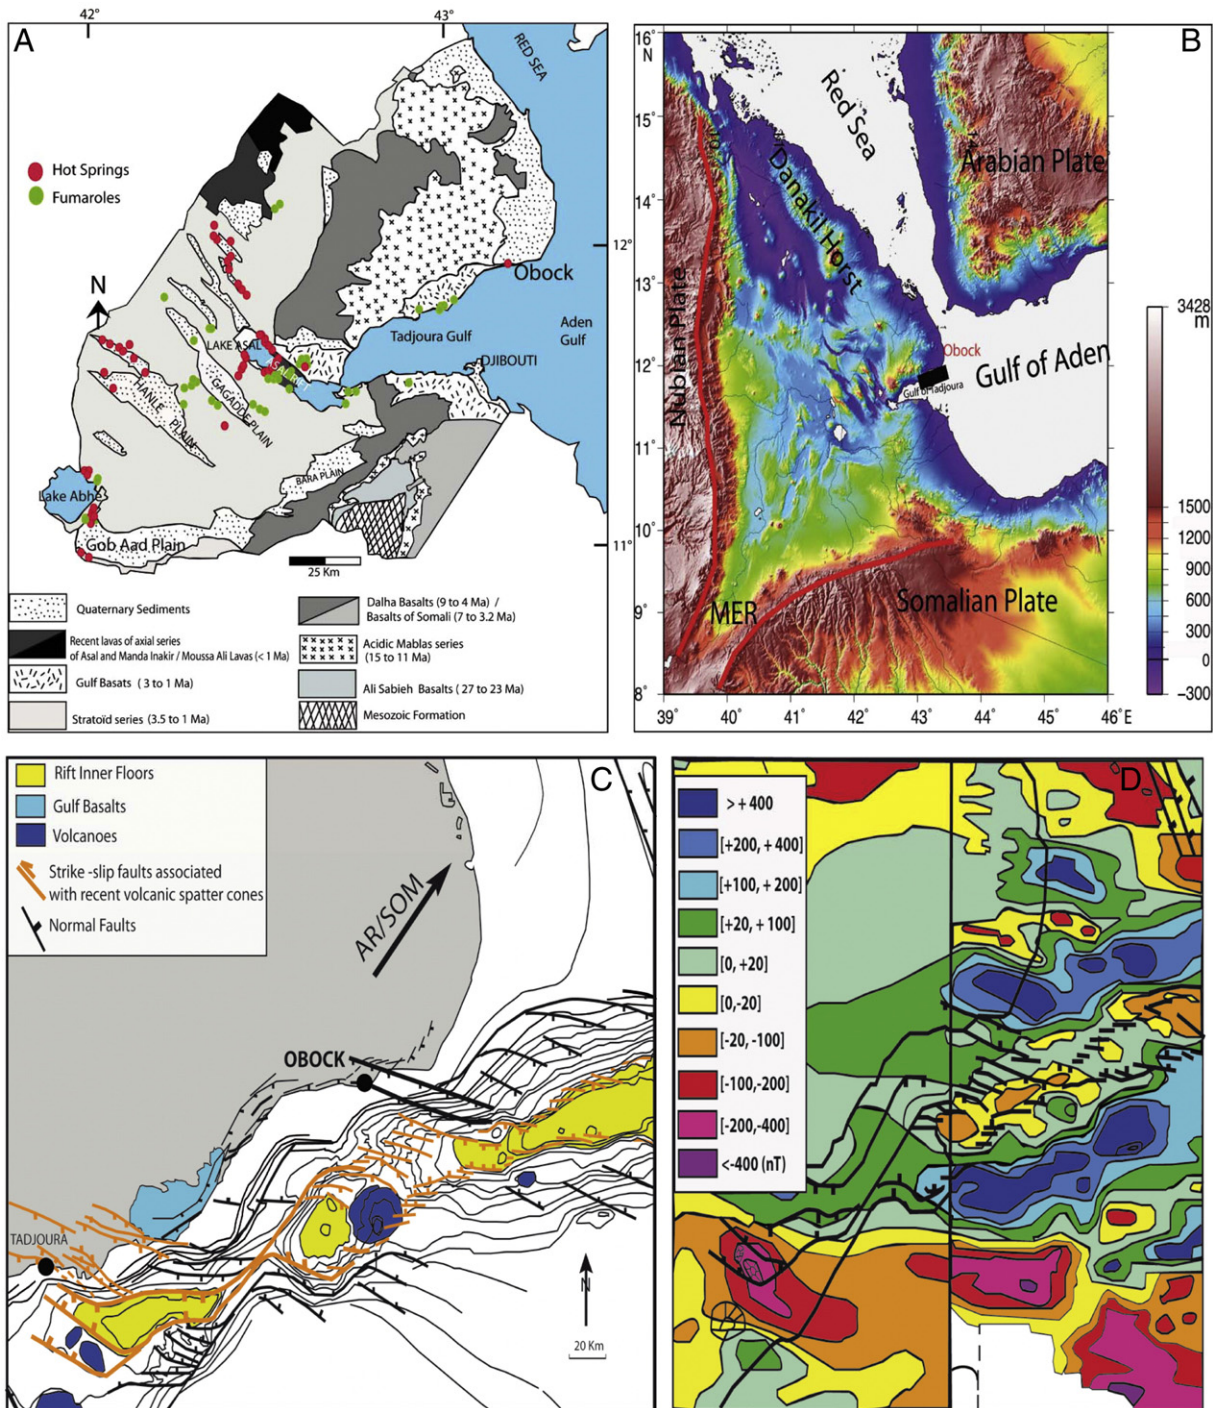 A
42°
43°
RED SEA
Hot Springs
Fumaroles
12°
Obock
N
Tadjoura Gulf
Aden
Gulf
LAKE ASAL
DJIBOUTI
HANLE
PLAIN
GAGADDE PLAIN
BARA PLAIN
Lake Abhe
Gob Aad Plain
11°
25 Km
Quaternary Sediments
Recent lavas of axial series
of Asal and Manda Inakir / Moussa Ali Lavas (< 1 Ma)
Gulf Basats ( 3 to 1 Ma)
Stratoïd series (3.5 to 1 Ma)
Dalha Basalts (9 to 4 Ma) /
Basalts of Somali (7 to 3.2 Ma)
Acidic Mablas series
(15 to 11 Ma)
Ali Sabieh Basalts ( 27 to 23 Ma)
Mesozoic Formation
B
16°
N
15°
14°
13°
12°
11°
10°
9°
8°
39°
40°
41°
42°
43°
44°
45°
46°E
Red Sea
Arabian Plate
Danakil Horst
Nubian Plate
Obock
Gulf of Aden
Gulf of Tadjoura
MER
Somalian Plate
3428
m
1500
1200
900
600
300
0
−300
C
Rift Inner Floors
Gulf Basalts
Volcanoes
Strike -slip faults associated
with recent volcanic spatter cones
Normal Faults
AR/SOM
OBOCK
TADJOURA
N
20 Km
D
> + 400
[+200, + 400]
[+100, + 200]
[+20, + 100]
[0, +20]
[0,-20]
[-20, -100]
[-100,-200]
[-200,-400]
<-400 (nT)